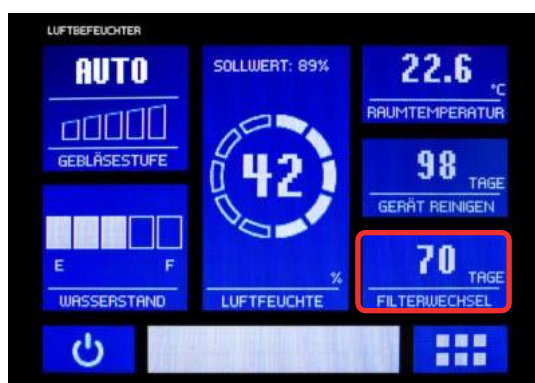 LUFTBEFEUCHTER
AUTO
GEBLÄSESTUFE
E F
WASSERSTAND
SOLLWERT: 89%
42
%
LUFTFEUCHTE
22.6 °C
RAUMTEMPERATUR
98 TAGE
GERÄT REINIGEN
70 TAGE
FILTERWECHSEL